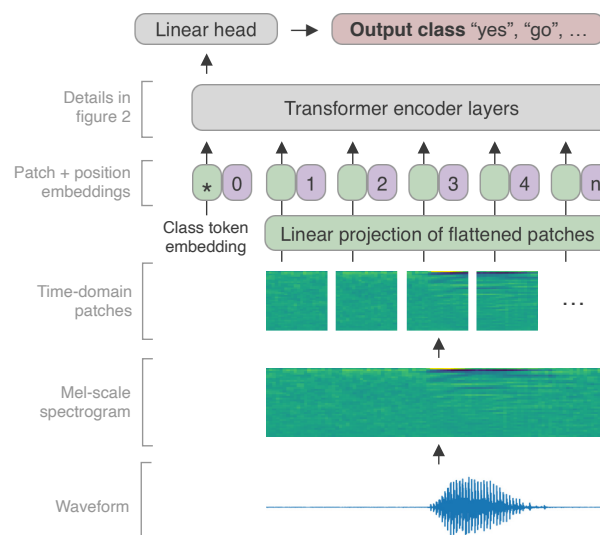 Linear head
Output class “yes”, “go”, …
Details in
figure 2
Transformer encoder layers
Patch + position
embeddings
* 0 1 2 3 4 n
Class token
embedding
Linear projection of flattened patches
Time-domain
patches
…
Mel-scale
spectrogram
Waveform